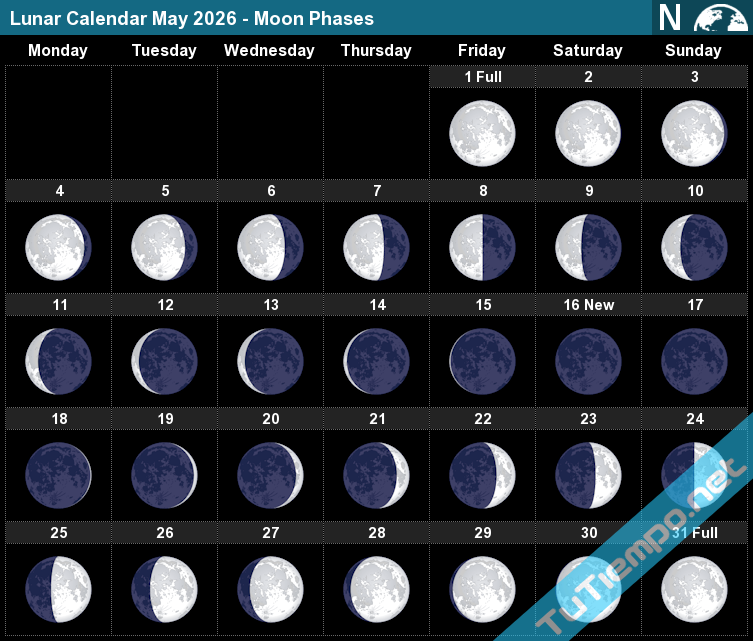 Lunar Calendar May 2026 - Moon Phases
N
Monday Tuesday Wednesday Thursday Friday Saturday Sunday
1 Full 2 3
4 5 6 7 8 9 10
11 12 13 14 15 16 New 17
18 19 20 21 22 23 24
25 26 27 28 29 30 31 Full
TuTiempo.net